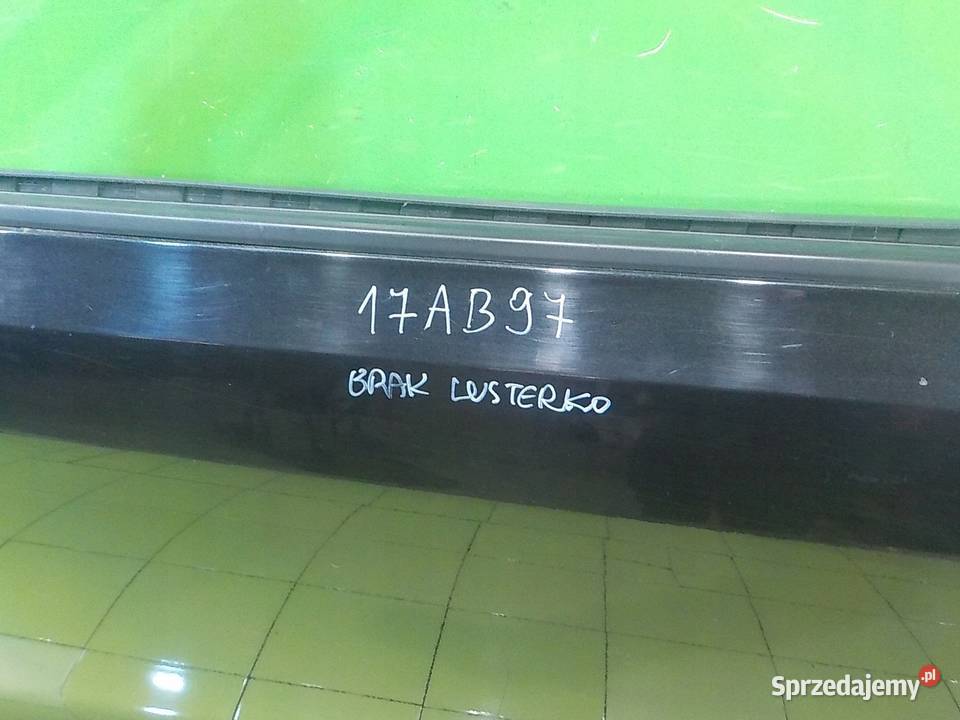 17AB97
BRAK LUSTERKO
Sprzedajemy.pl